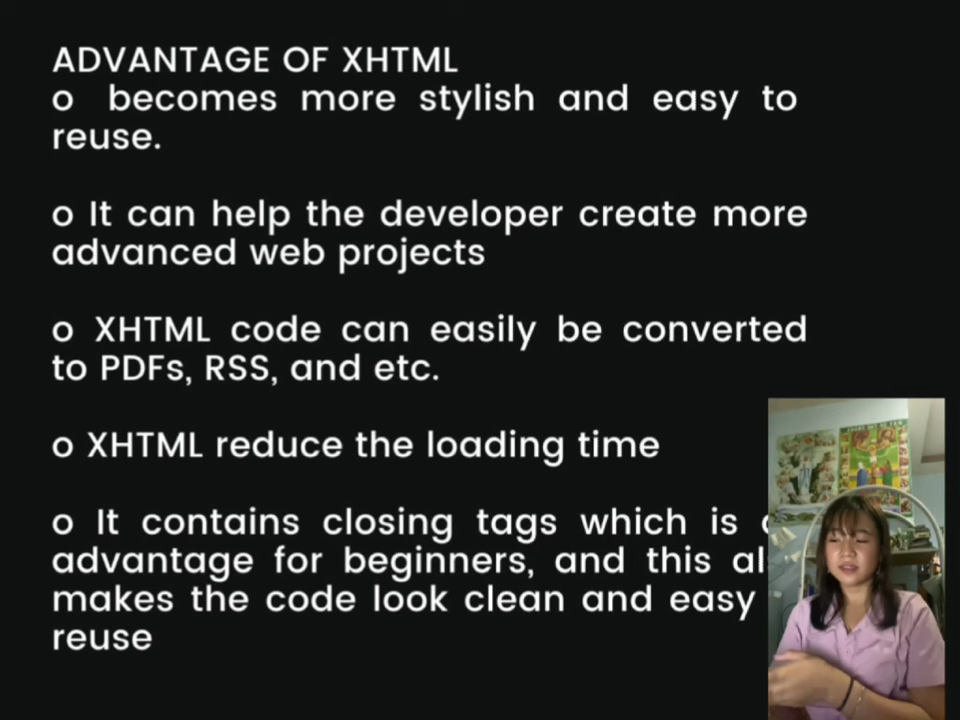 ADVANTAGE OF XHTML
o becomes more stylish and easy to
reuse.
o It can help the developer create more
advanced web projects
o XHTML code can easily be converted
to PDFs, RSS, and etc.
o XHTML reduce the loading time
o It contains closing tags which is
advantage for beginners, and this
makes the code look clean and easy
reuse